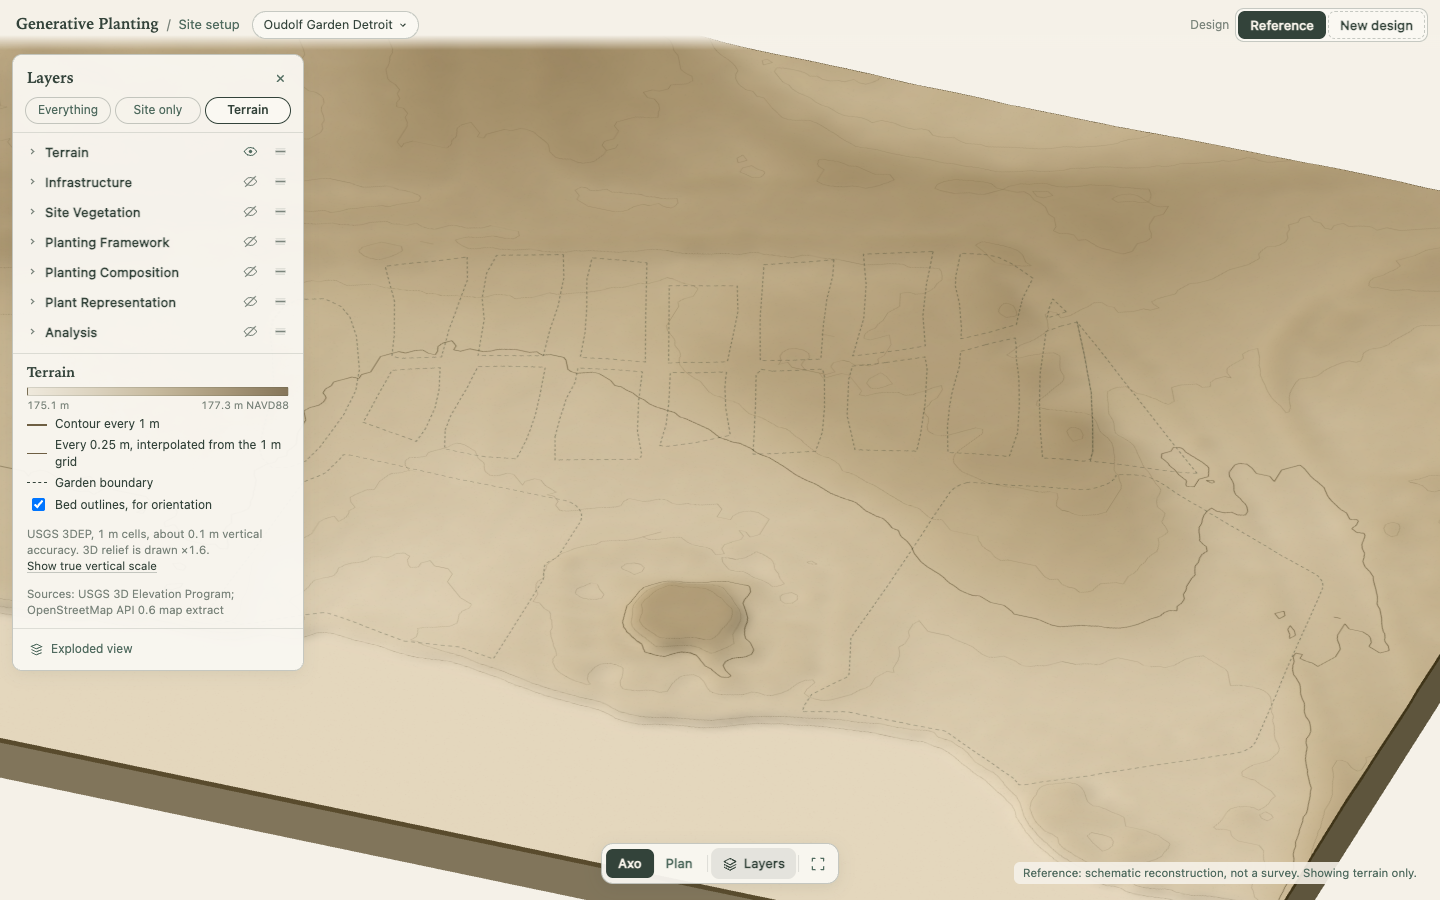 Generative Planting / Site setup Oudolf Garden Detroit
Design Reference New design
Layers
Everything Site only Terrain
Terrain
Infrastructure
Site Vegetation
Planting Framework
Planting Composition
Plant Representation
Analysis
Terrain
175.1 m 177.3 m NAVD88
Contour every 1 m
Every 0.25 m, interpolated from the 1 m
grid
Garden boundary
Bed outlines, for orientation
USGS 3DEP, 1 m cells, about 0.1 m vertical
accuracy. 3D relief is drawn ×1.6.
Show true vertical scale
Sources: USGS 3D Elevation Program;
OpenStreetMap API 0.6 map extract
Exploded view
Axo Plan Layers
Reference: schematic reconstruction, not a survey. Showing terrain only.